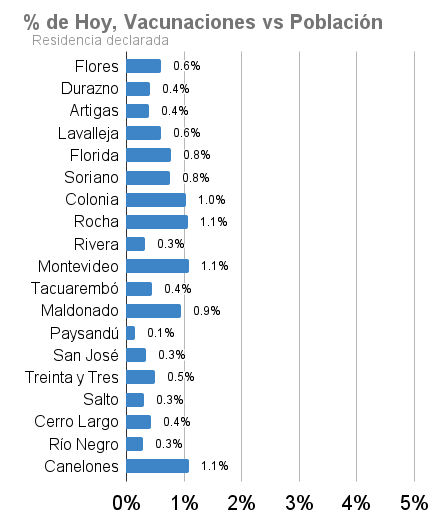 % de Hoy, Vacunaciones vs Población
Residencia declarada
Flores 0.6%
Durazno 0.4%
Artigas 0.4%
Lavalleja 0.6%
Florida 0.8%
Soriano 0.8%
Colonia 1.0%
Rocha 1.1%
Rivera 0.3%
Montevideo 1.1%
Tacuarembó 0.4%
Maldonado 0.9%
Paysandú 0.1%
San José 0.3%
Treinta y Tres 0.5%
Salto 0.3%
Cerro Largo 0.4%
Río Negro 0.3%
Canelones 1.1%
0% 1% 2% 3% 4% 5%